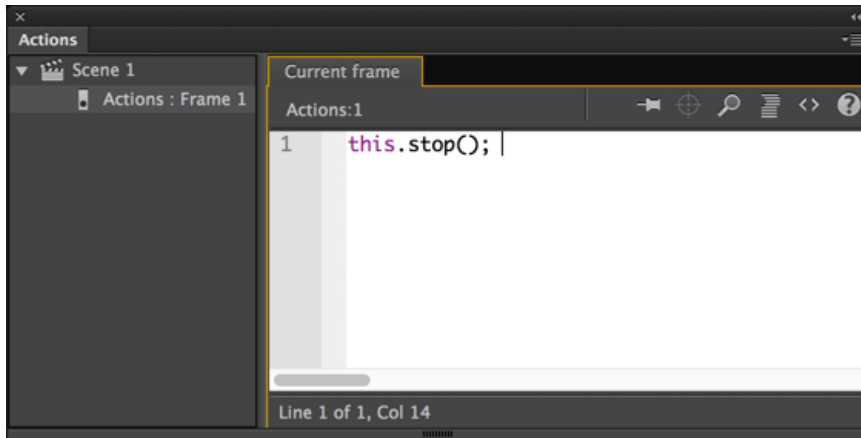 Actions
Scene 1
Actions : Frame 1
Current frame
Actions:1
1 this.stop();
Line 1 of 1, Col 14